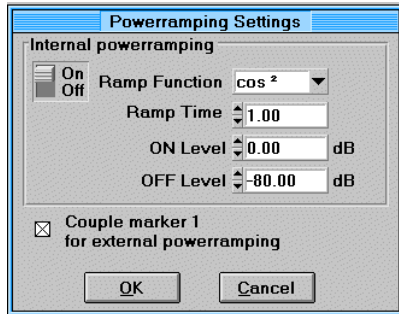 Powerramping Settings
Internal powerramping
On
Off
Ramp Function cos ²
Ramp Time 1.00
ON Level 0.00 dB
OFF Level -80.00 dB
Couple marker 1
for external powerramping
OK Cancel